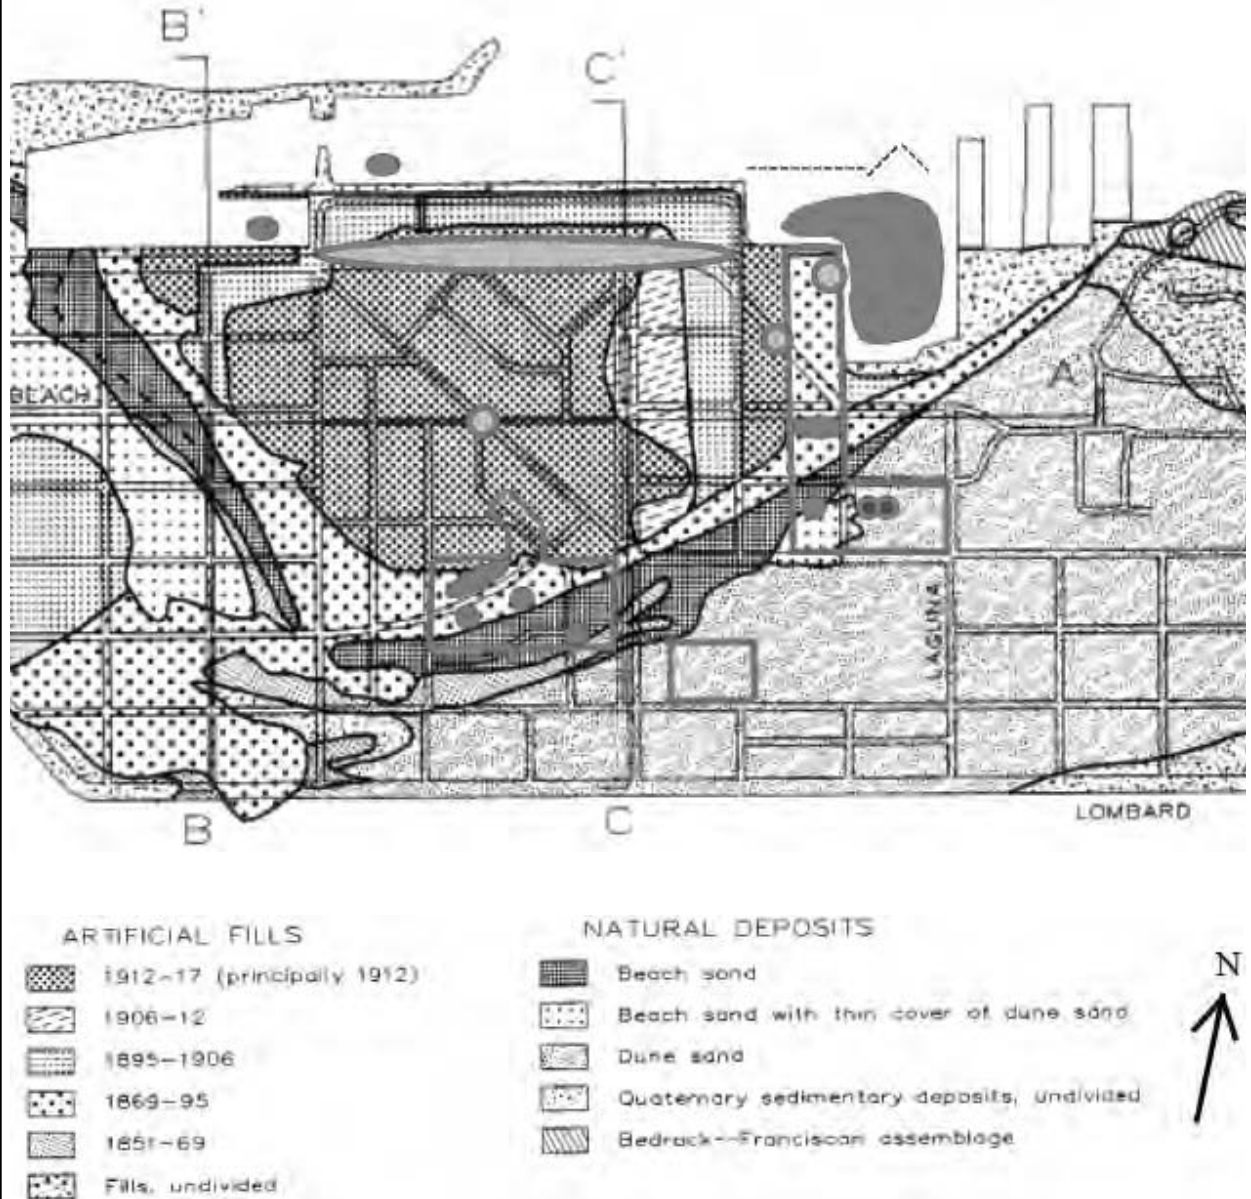 B'
C'
BEACH
A'
LAGUNA
B
C
LOMBARD
ARTIFICIAL FILLS
1912-17 (principally 1912)
1906-12
1895-1906
1869-95
1851-69
Fills, undivided
NATURAL DEPOSITS
Beach sand
Beach sand with thin cover of dune sand
Dune sand
Quaternary sedimentary deposits, undivided
Bedrock--Franciscan assemblage
N